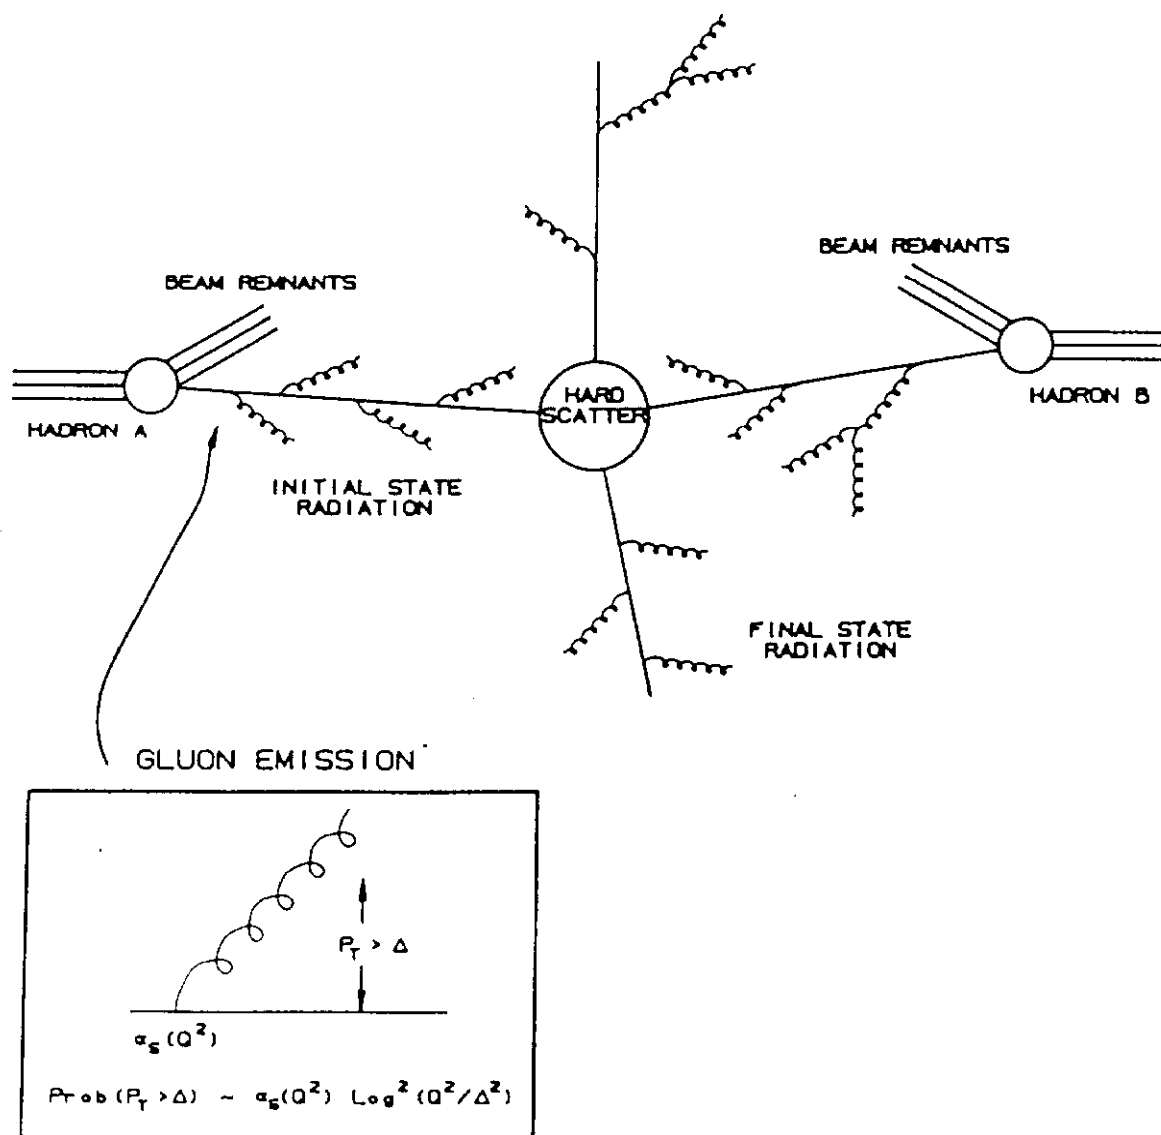 BEAM REMNANTS
BEAM REMNANTS
HARD
SCATTER
HADRON A
HADRON B
INITIAL STATE
RADIATION
FINAL STATE
RADIATION
GLUON EMISSION
P_T > Δ
α_s(Q²)
Prob(P_T > Δ) ~ α_s(Q²) Log²(Q²/Δ²)